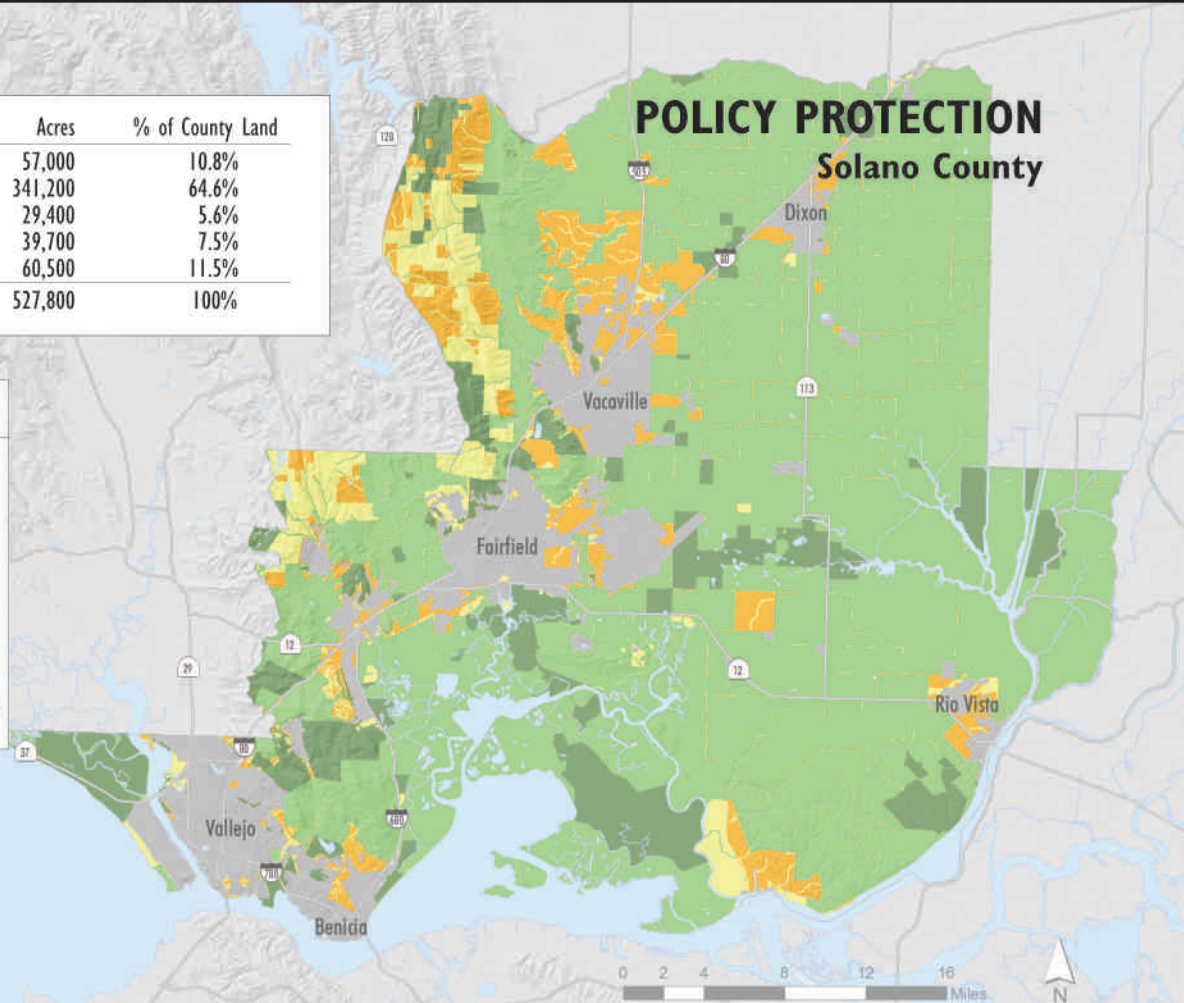 POLICY PROTECTION
Solano County
Acres % of County Land
57,000 10.8%
341,200 64.6%
29,400 5.6%
39,700 7.5%
60,500 11.5%
527,800 100%
128
505
Dixon
80
Vacaville
113
Fairfield
12
29
12
Rio Vista
37
80
Vallejo
680
780
Benicia
0 2 4 8 12 16
Miles
N